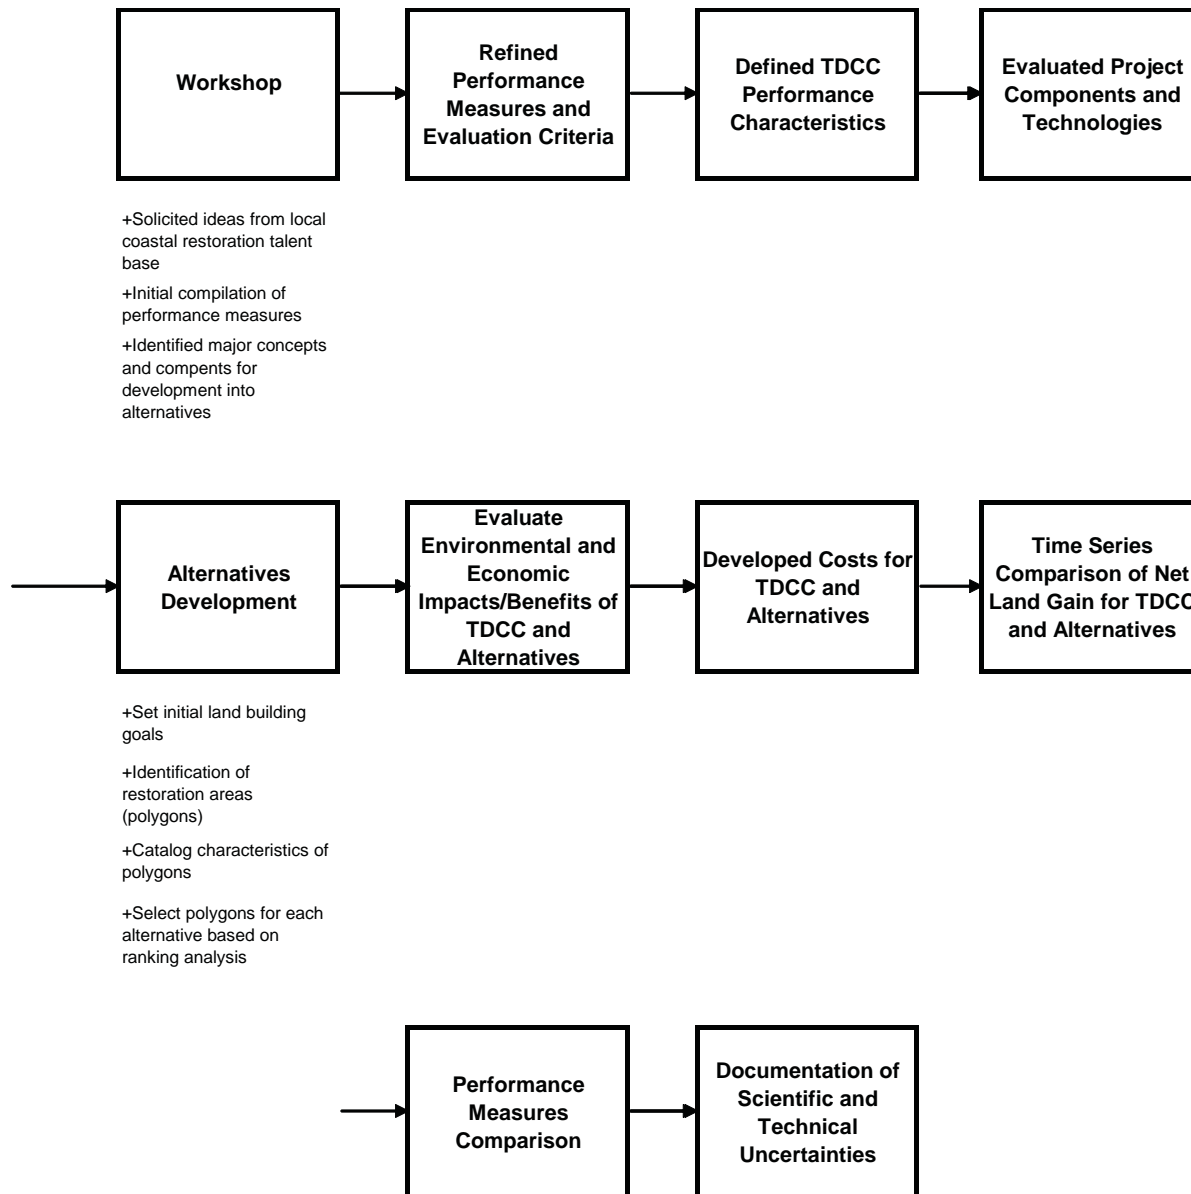 Workshop
Refined
Performance
Measures and
Evaluation Criteria
Defined TDCC
Performance
Characteristics
Evaluated Project
Components and
Technologies
+Solicited ideas from local
coastal restoration talent
base
+Initial compilation of
performance measures
+Identified major concepts
and compents for
development into
alternatives
Alternatives
Development
Evaluate
Environmental and
Economic
Impacts/Benefits of
TDCC and
Alternatives
Developed Costs for
TDCC and
Alternatives
Time Series
Comparison of Net
Land Gain for TDCC
and Alternatives
+Set initial land building
goals
+Identification of
restoration areas
(polygons)
+Catalog characteristics of
polygons
+Select polygons for each
alternative based on
ranking analysis
Performance
Measures
Comparison
Documentation of
Scientific and
Technical
Uncertainties